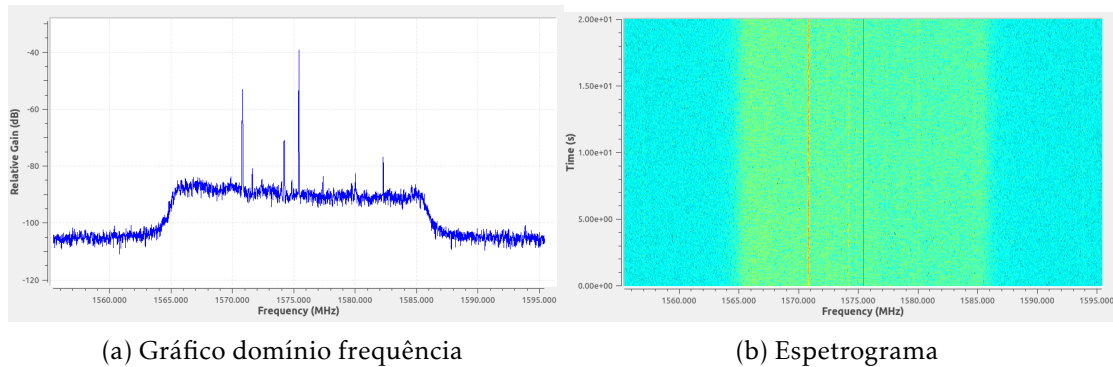 -40
-60
-80
-100
-120
Relative Gain (dB)
1560.000 1565.000 1570.000 1575.000 1580.000 1585.000 1590.000 1595.000
Frequency (MHz)
2.00e+01
1.50e+01
1.00e+01
5.00e+00
0.00e+00
Time (s)
1560.000 1565.000 1570.000 1575.000 1580.000 1585.000 1590.000 1595.000
Frequency (MHz)
(a) Gráfico domínio frequência
(b) Espetrograma